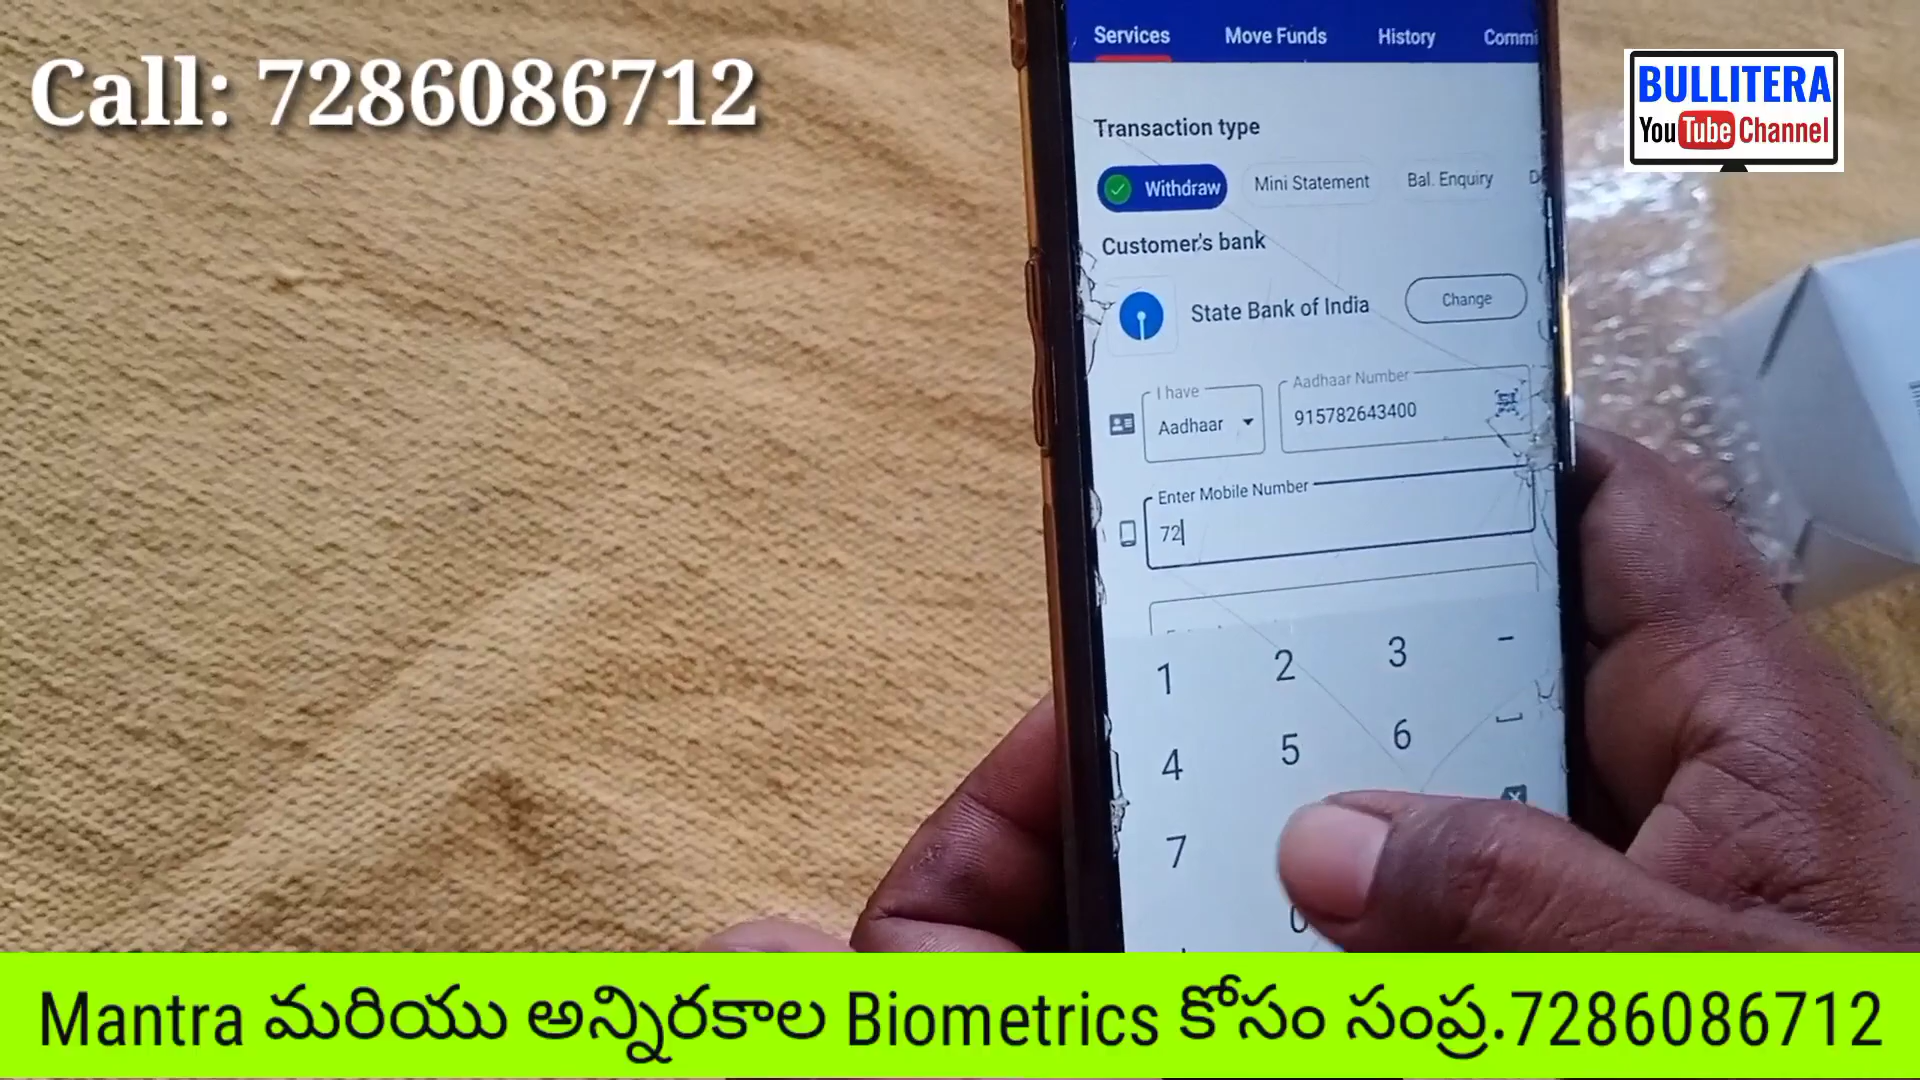 Call: 7286086712
BULLITERA
YouTube Channel
Services Move Funds History Commi
Transaction type
Withdraw Mini Statement Bal. Enquiry
Customer's bank
State Bank of India Change
I have Aadhaar Number
Aadhaar 915782643400
Enter Mobile Number
72
1 2 3 -
4 5 6
7
0
Mantra మరియు అన్నిరకాల Biometrics కోసం సంప్ర.7286086712